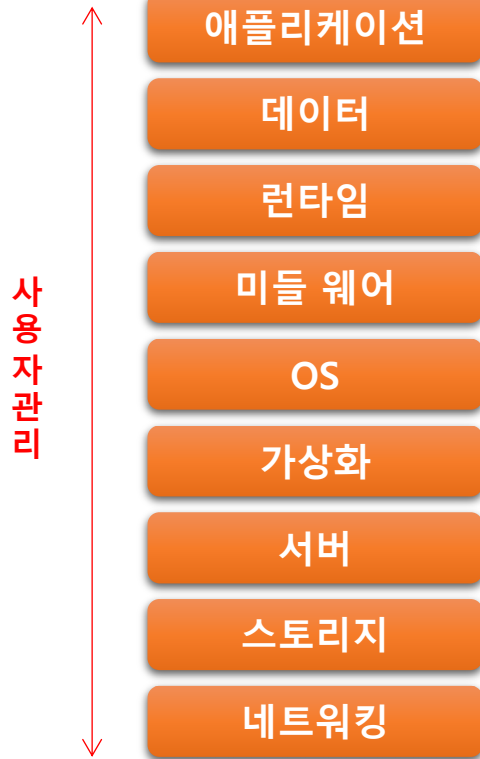 애플리케이션
데이터
런타임
미들 웨어
OS
가상화
서버
스토리지
네트워킹
사용자관리